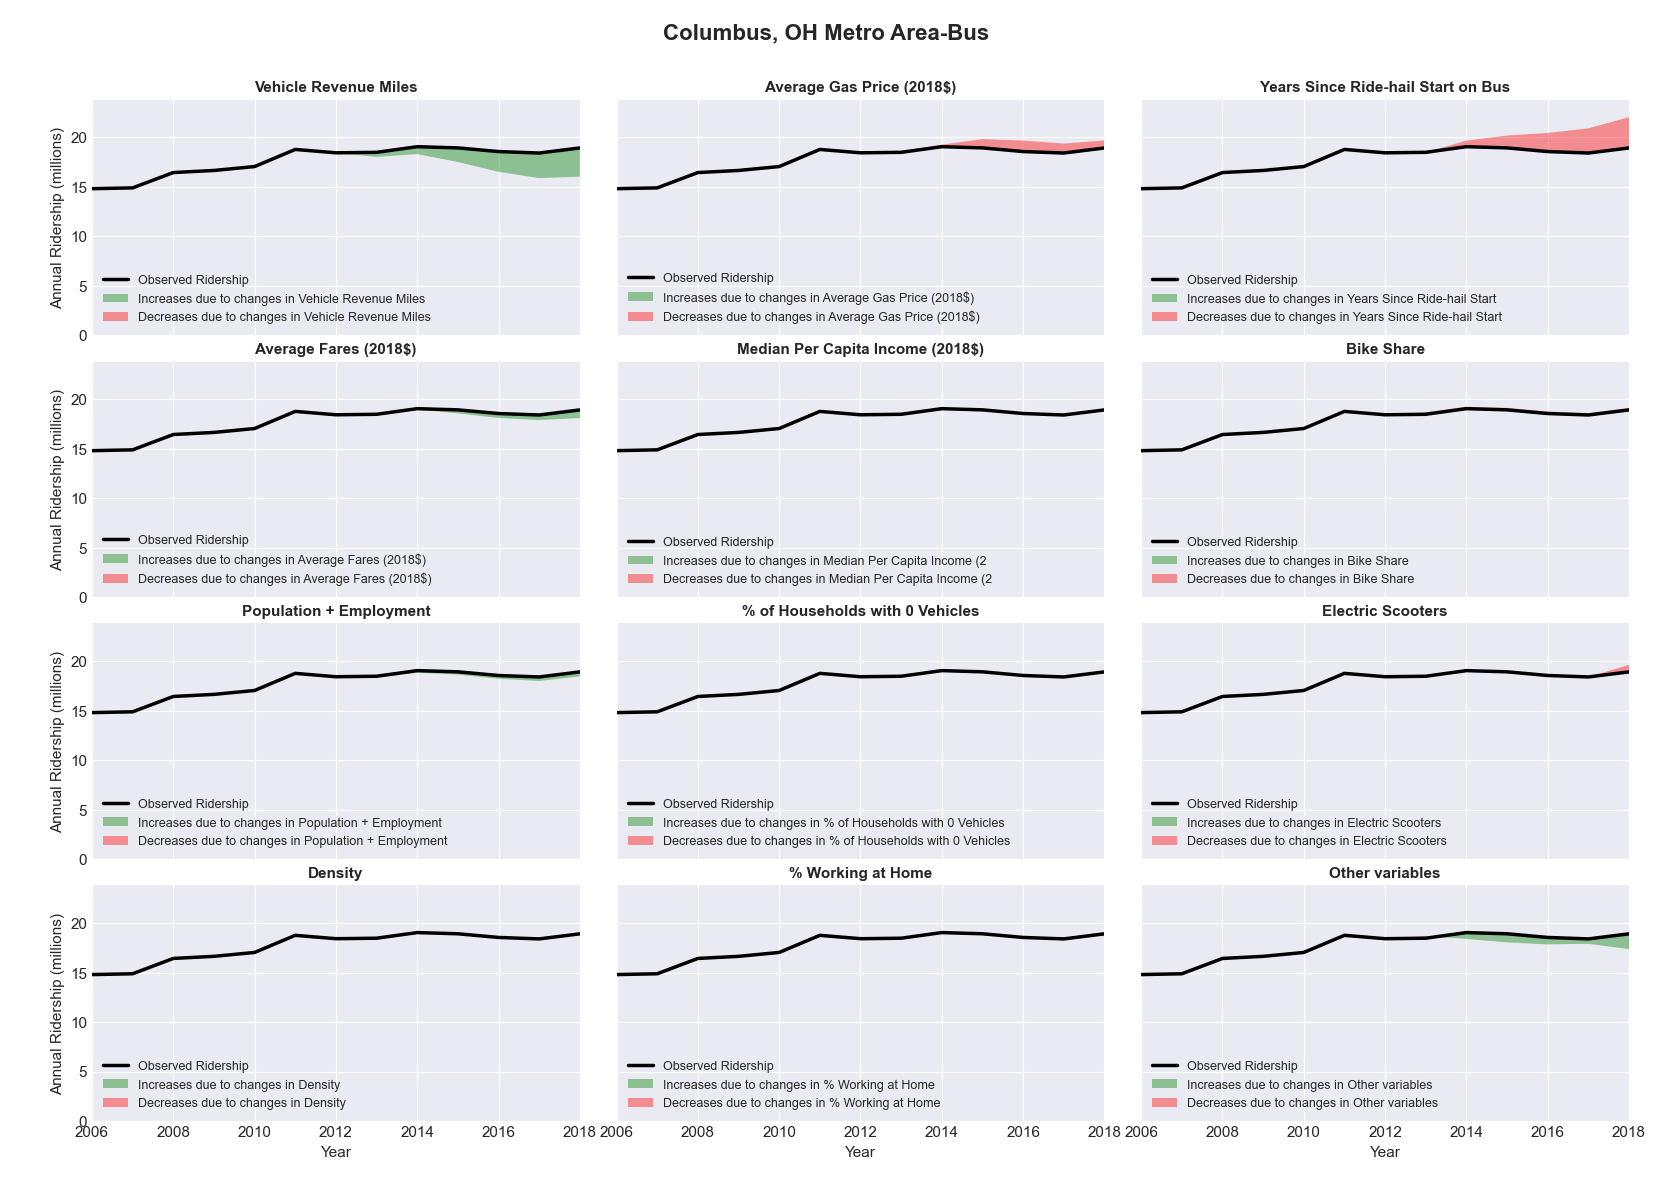 Columbus, OH Metro Area-Bus
Vehicle Revenue Miles
Annual Ridership (millions)
20
15
10
5
0
Observed Ridership
Increases due to changes in Vehicle Revenue Miles
Decreases due to changes in Vehicle Revenue Miles
Average Gas Price (2018$)
Observed Ridership
Increases due to changes in Average Gas Price (2018$)
Decreases due to changes in Average Gas Price (2018$)
Years Since Ride-hail Start on Bus
Observed Ridership
Increases due to changes in Years Since Ride-hail Start
Decreases due to changes in Years Since Ride-hail Start
Average Fares (2018$)
Annual Ridership (millions)
20
15
10
5
0
Observed Ridership
Increases due to changes in Average Fares (2018$)
Decreases due to changes in Average Fares (2018$)
Median Per Capita Income (2018$)
Observed Ridership
Increases due to changes in Median Per Capita Income (2
Decreases due to changes in Median Per Capita Income (2
Bike Share
Observed Ridership
Increases due to changes in Bike Share
Decreases due to changes in Bike Share
Population + Employment
Annual Ridership (millions)
20
15
10
5
0
Observed Ridership
Increases due to changes in Population + Employment
Decreases due to changes in Population + Employment
% of Households with 0 Vehicles
Observed Ridership
Increases due to changes in % of Households with 0 Vehicles
Decreases due to changes in % of Households with 0 Vehicles
Electric Scooters
Observed Ridership
Increases due to changes in Electric Scooters
Decreases due to changes in Electric Scooters
Density
Annual Ridership (millions)
20
15
10
5
0
Observed Ridership
Increases due to changes in Density
Decreases due to changes in Density
2006 2008 2010 2012 2014 2016 2018
Year
% Working at Home
Observed Ridership
Increases due to changes in % Working at Home
Decreases due to changes in % Working at Home
2006 2008 2010 2012 2014 2016 2018
Year
Other variables
Observed Ridership
Increases due to changes in Other variables
Decreases due to changes in Other variables
2006 2008 2010 2012 2014 2016 2018
Year